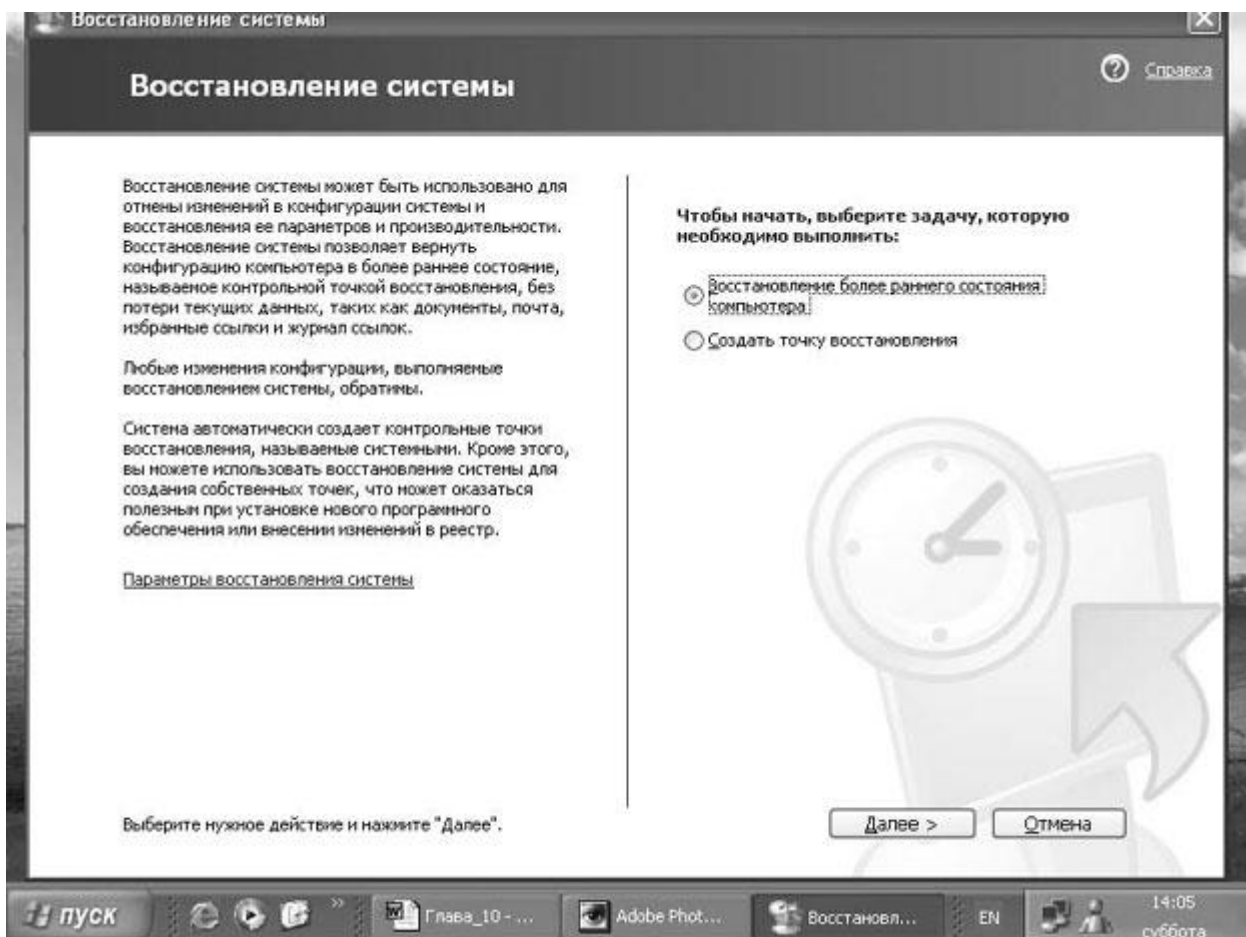 Восстановление системы
Восстановление системы
Справка
Восстановление системы может быть использовано для
отмены изменений в конфигурации системы и
восстановления ее параметров и производительности.
Восстановление системы позволяет вернуть
конфигурацию компьютера в более раннее состояние,
называемое контрольной точкой восстановления, без
потери текущих данных, таких как документы, почта,
избранные ссылки и журнал ссылок.
Любые изменения конфигурации, выполняемые
восстановлением системы, обратимы.
Система автоматически создает контрольные точки
восстановления, называемые системными. Кроме этого,
вы можете использовать восстановление системы для
создания собственных точек, что может оказаться
полезным при установке нового программного
обеспечения или внесении изменений в реестр.
Параметры восстановления системы
Выберите нужное действие и нажмите "Далее".
Чтобы начать, выберите задачу, которую
необходимо выполнить:
Восстановление более раннего состояния
компьютера
Создать точку восстановления
Далее >
Отмена
пуск
Глава_10 - ...
Adobe Phot...
Восстановл...
EN
14:05
суббота